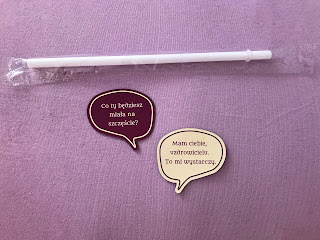 Co ty będziesz
miała na
szczęście?
Mam ciebie,
uzdrowicielu.
To mi wystarczy.